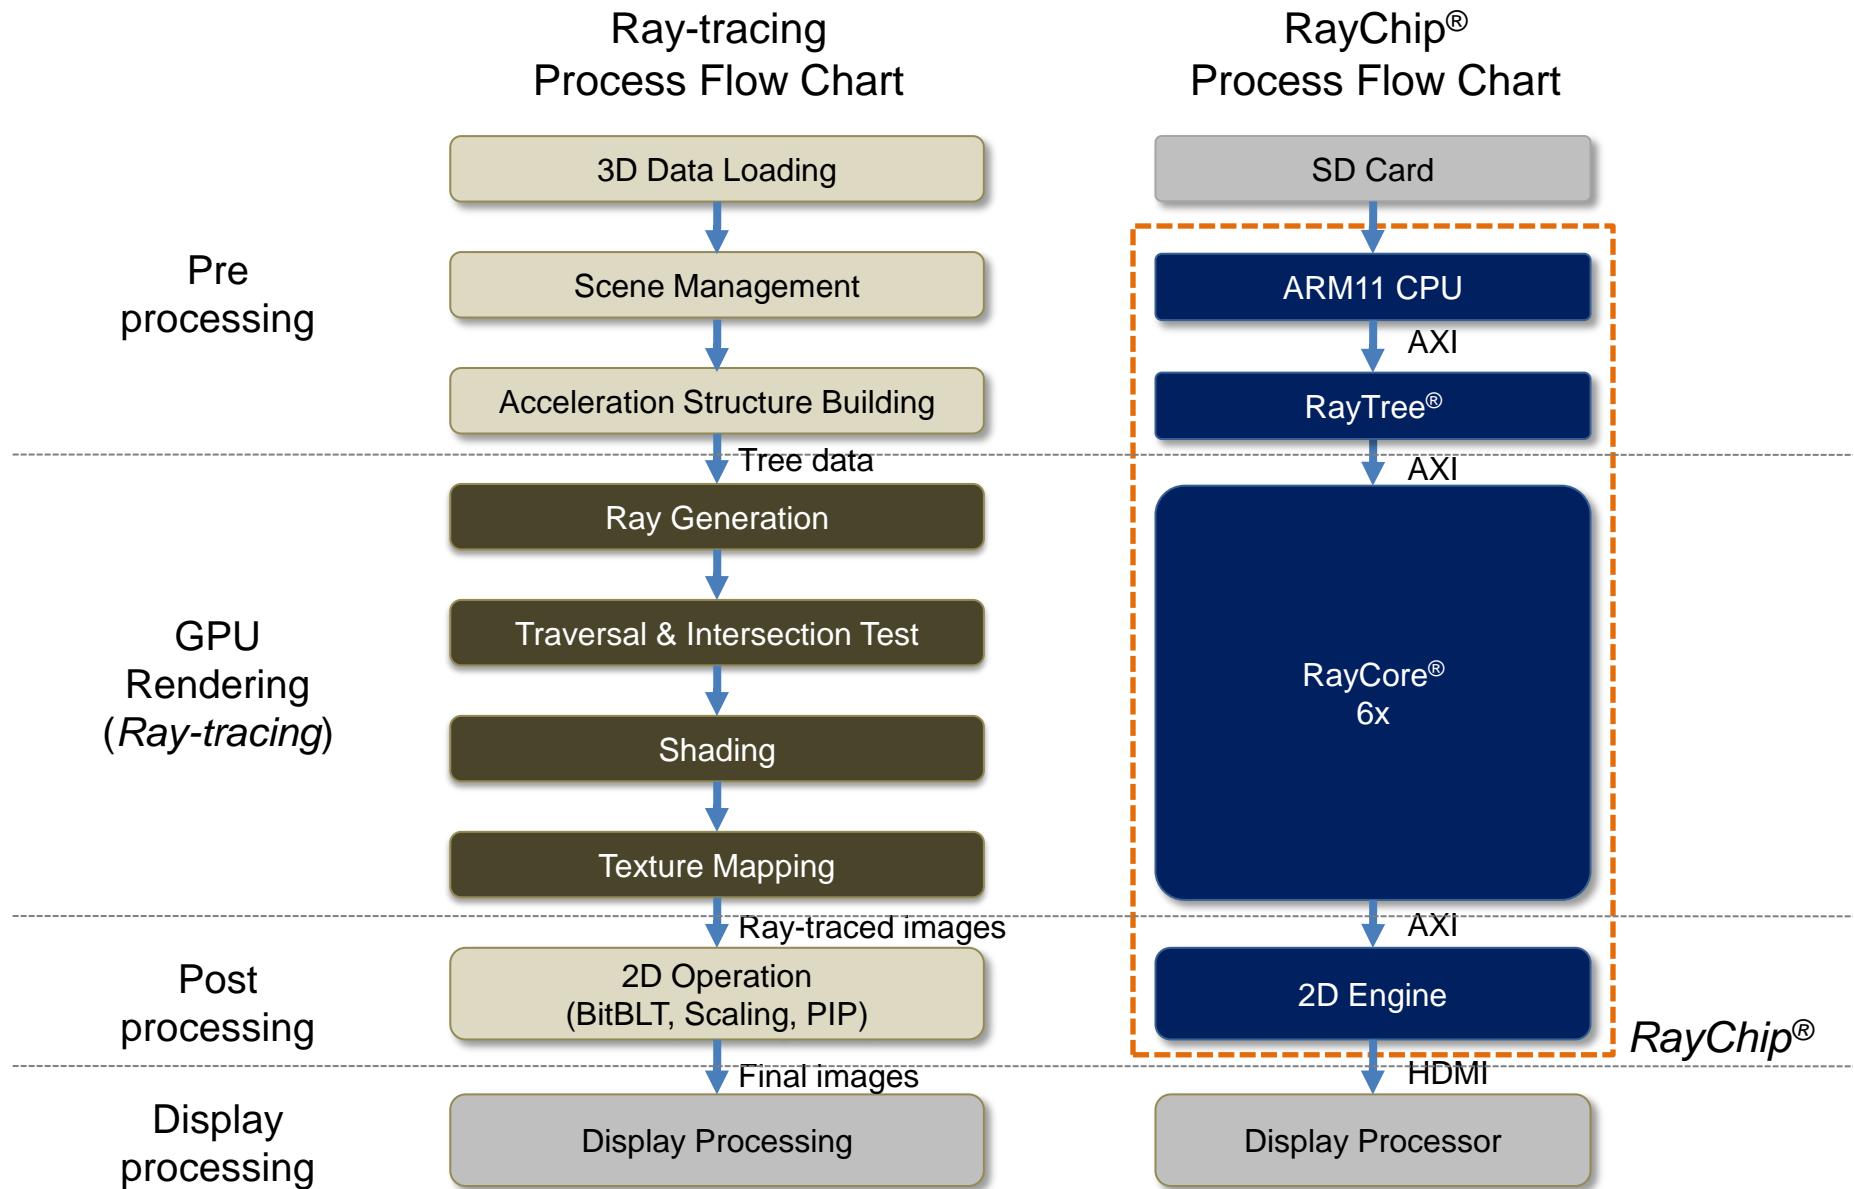 Ray-tracing
Process Flow Chart
RayChip®
Process Flow Chart
3D Data Loading
SD Card
Pre
processing
Scene Management
ARM11 CPU
AXI
Acceleration Structure Building
RayTree®
Tree data
AXI
GPU
Rendering
(Ray-tracing)
Ray Generation
Traversal & Intersection Test
Shading
Texture Mapping
RayCore®
6x
Ray-traced images
AXI
Post
processing
2D Operation
(BitBLT, Scaling, PIP)
2D Engine
RayChip®
Final images
HDMI
Display
processing
Display Processing
Display Processor